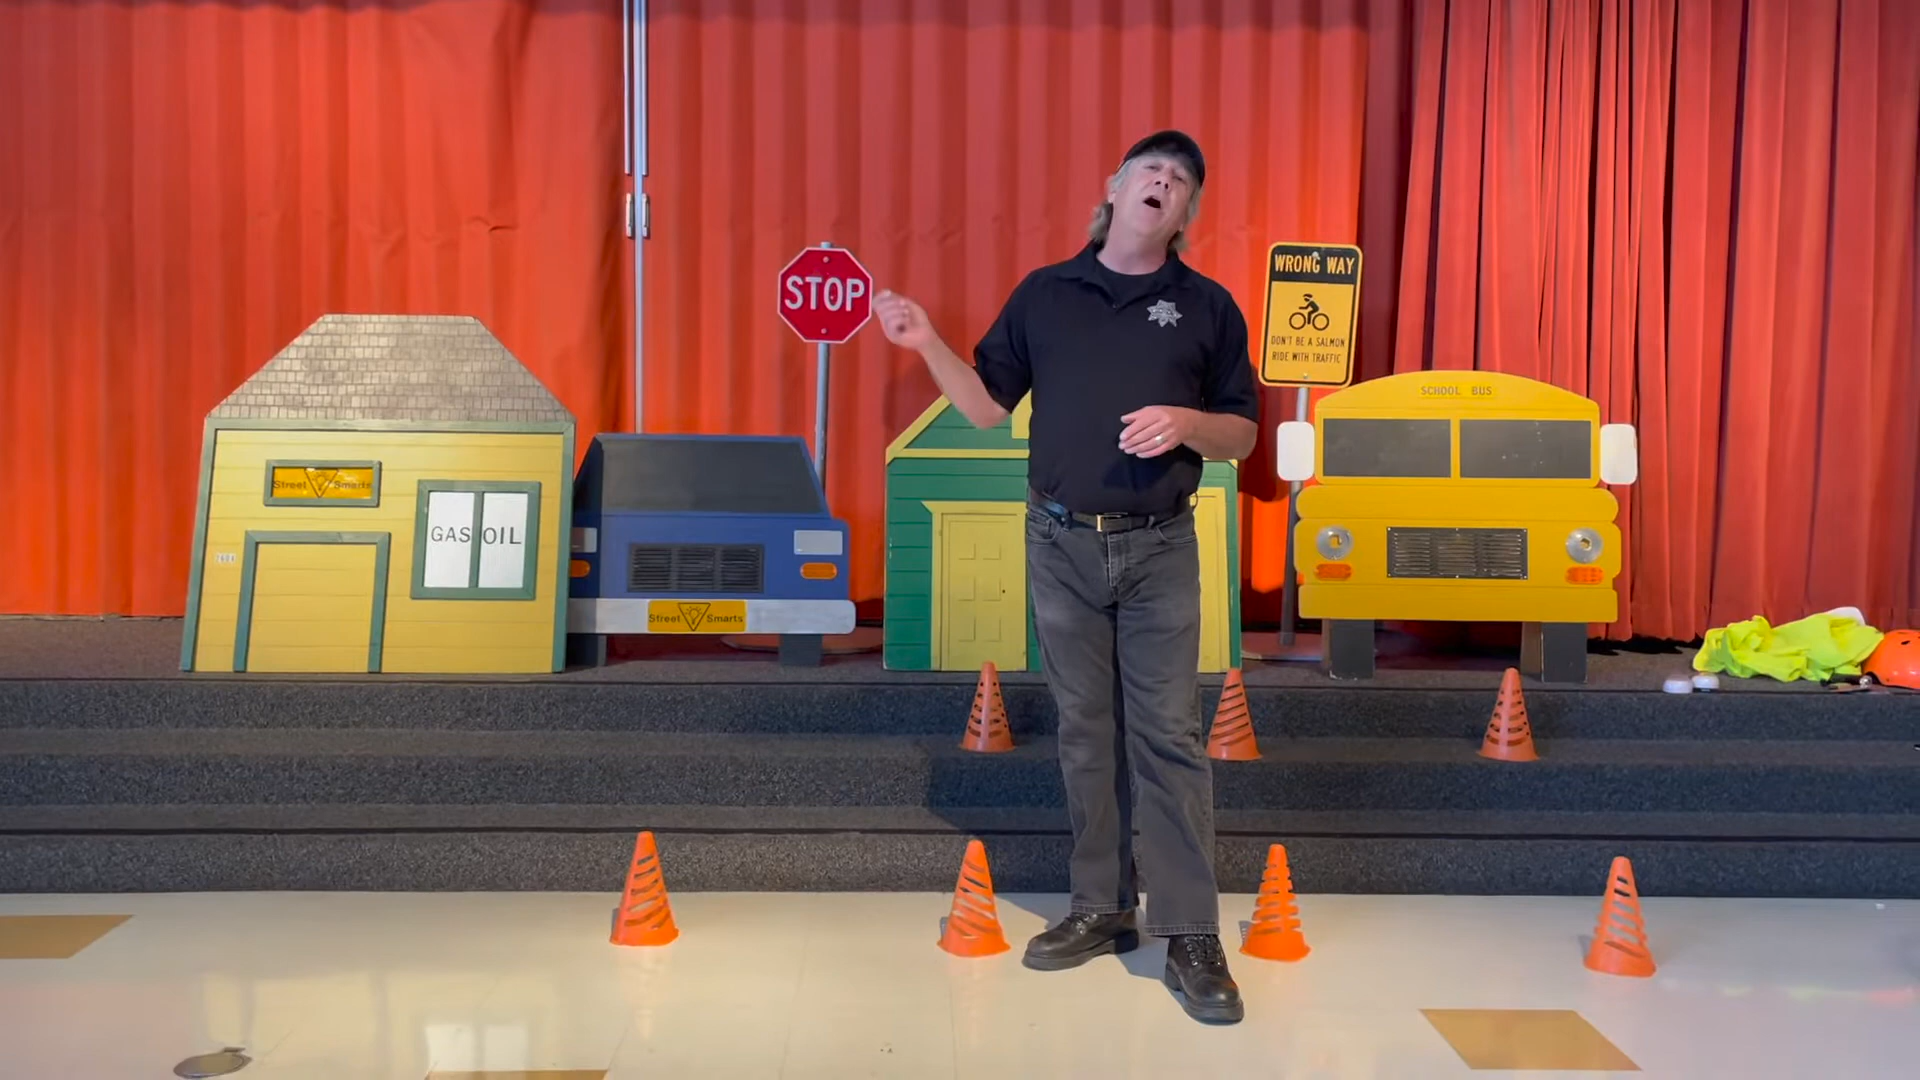 STOP
WRONG WAY
DON'T BE A SALMON
RIDE WITH TRAFFIC
SCHOOL BUS
Street Smarts
GAS OIL
Street Smarts